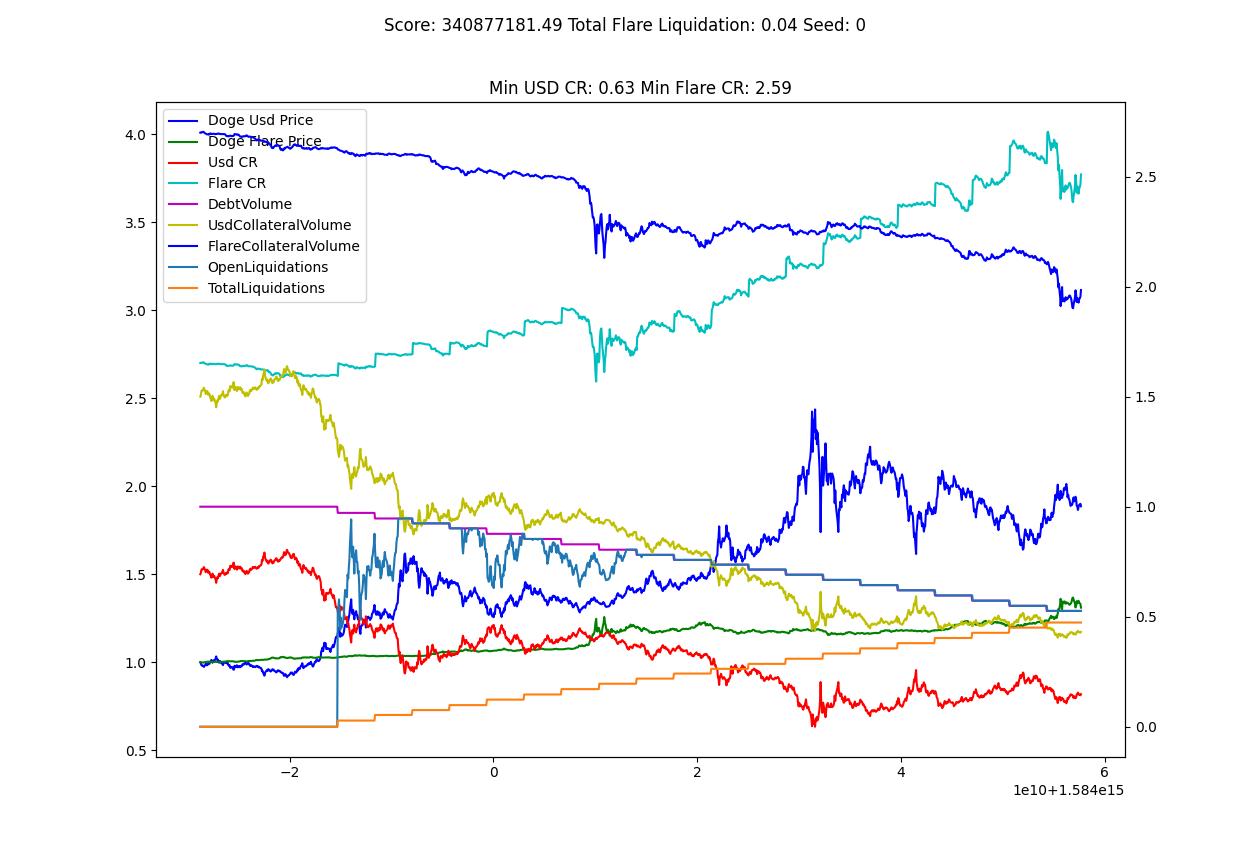 Score: 340877181.49 Total Flare Liquidation: 0.04 Seed: 0
Min USD CR: 0.63 Min Flare CR: 2.59
Doge Usd Price
Doge Flare Price
Usd CR
Flare CR
DebtVolume
UsdCollateralVolume
FlareCollateralVolume
OpenLiquidations
TotalLiquidations
4.0
3.5
3.0
2.5
2.0
1.5
1.0
0.5
2.5
2.0
1.5
1.0
0.5
0.0
−2 0 2 4 6
1e10+1.584e15